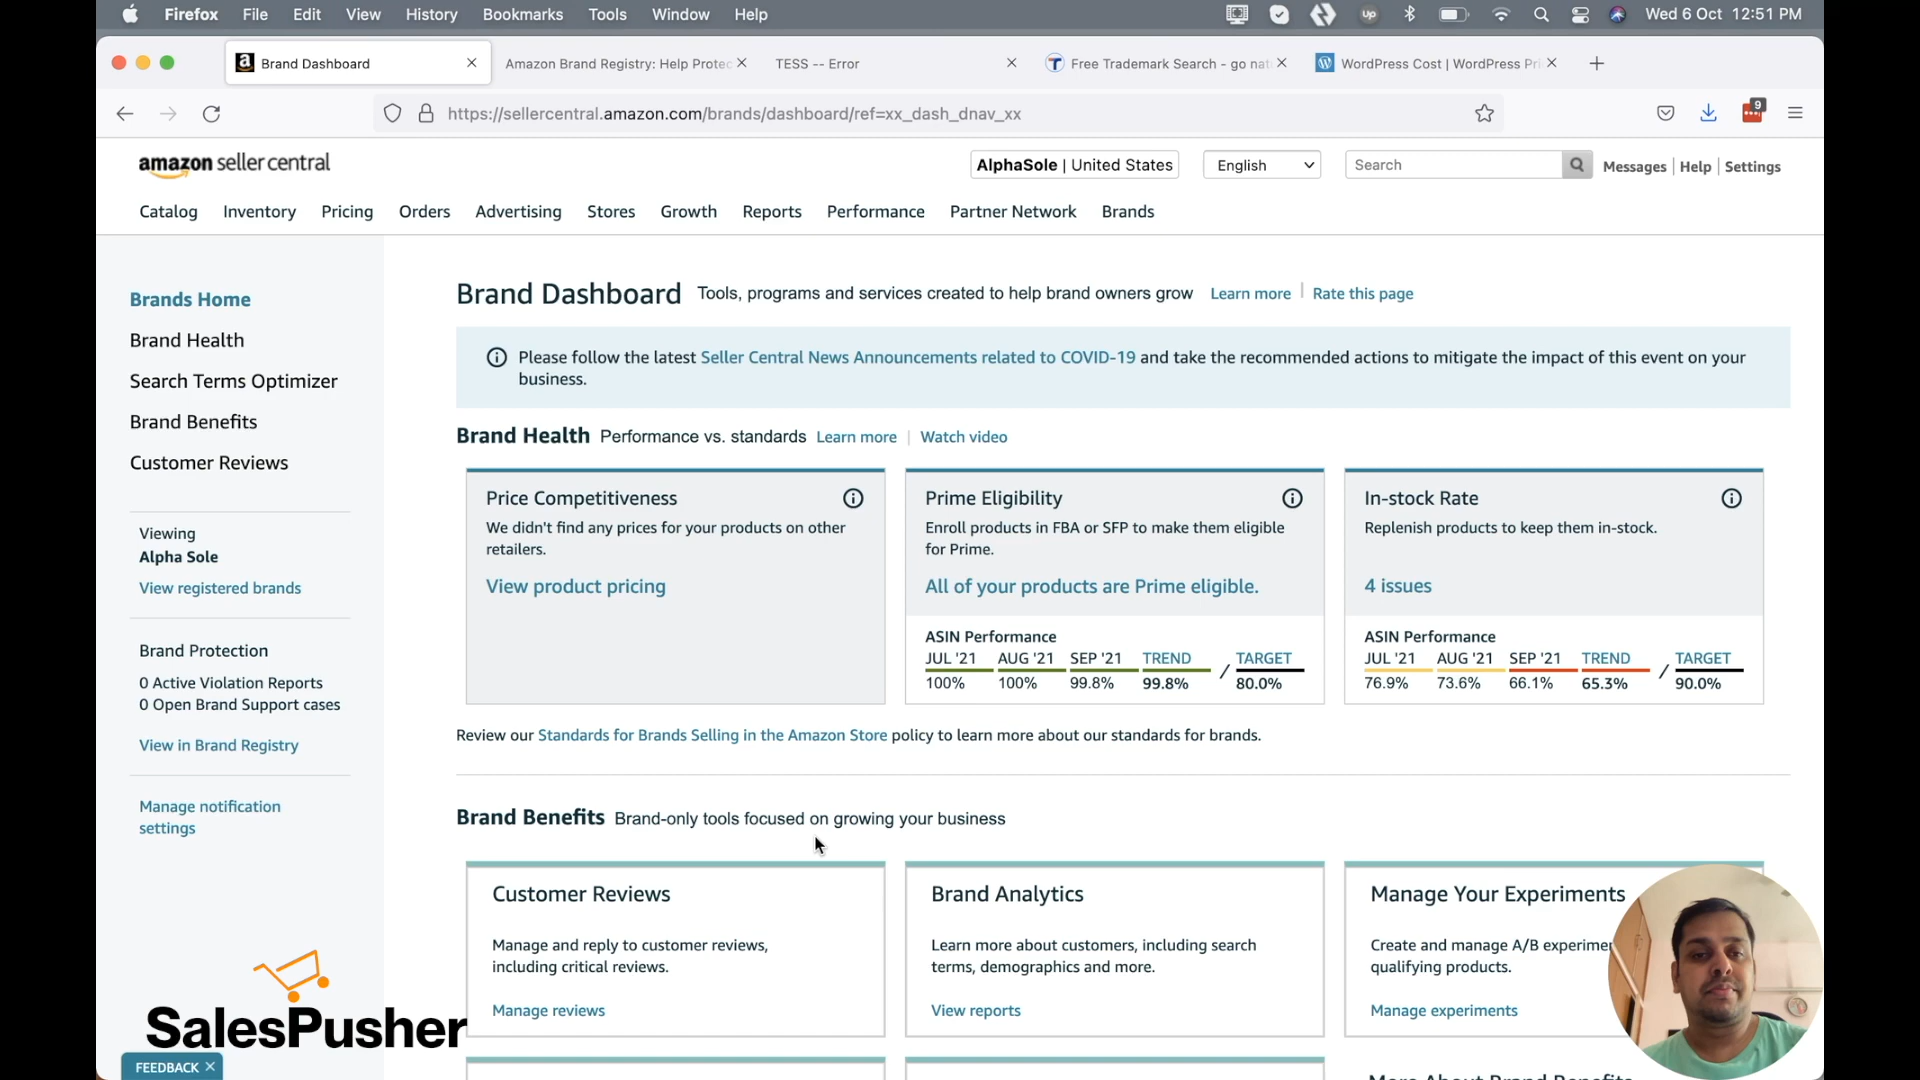 Firefox File Edit View History Bookmarks Tools Window Help
Up
Wed 6 Oct 12:51 PM
Brand Dashboard
Amazon Brand Registry: Help Protec
TESS -- Error
Free Trademark Search - go nat
WordPress Cost | WordPress Pri
https://sellercentral.amazon.com/brands/dashboard/ref=xx_dash_dnav_xx
9
amazon seller central
AlphaSole | United States
English
Search
Messages | Help | Settings
Catalog Inventory Pricing Orders Advertising Stores Growth Reports Performance Partner Network Brands
Brands Home
Brand Health
Search Terms Optimizer
Brand Benefits
Customer Reviews
Viewing
Alpha Sole
View registered brands
Brand Protection
0 Active Violation Reports
0 Open Brand Support cases
View in Brand Registry
Manage notification
settings
Brand Dashboard Tools, programs and services created to help brand owners grow Learn more | Rate this page
Please follow the latest Seller Central News Announcements related to COVID-19 and take the recommended actions to mitigate the impact of this event on your
business.
Brand Health Performance vs. standards Learn more | Watch video
Price Competitiveness
We didn't find any prices for your products on other
retailers.
View product pricing
Prime Eligibility
Enroll products in FBA or SFP to make them eligible
for Prime.
All of your products are Prime eligible.
ASIN Performance
JUL '21 AUG '21 SEP '21 TREND / TARGET
100% 100% 99.8% 99.8% 80.0%
In-stock Rate
Replenish products to keep them in-stock.
4 issues
ASIN Performance
JUL '21 AUG '21 SEP '21 TREND / TARGET
76.9% 73.6% 66.1% 65.3% 90.0%
Review our Standards for Brands Selling in the Amazon Store policy to learn more about our standards for brands.
Brand Benefits Brand-only tools focused on growing your business
Customer Reviews
Manage and reply to customer reviews,
including critical reviews.
Manage reviews
Brand Analytics
Learn more about customers, including search
terms, demographics and more.
View reports
Manage Your Experiments
Create and manage A/B experimen
qualifying products.
Manage experiments
SalesPusher
FEEDBACK